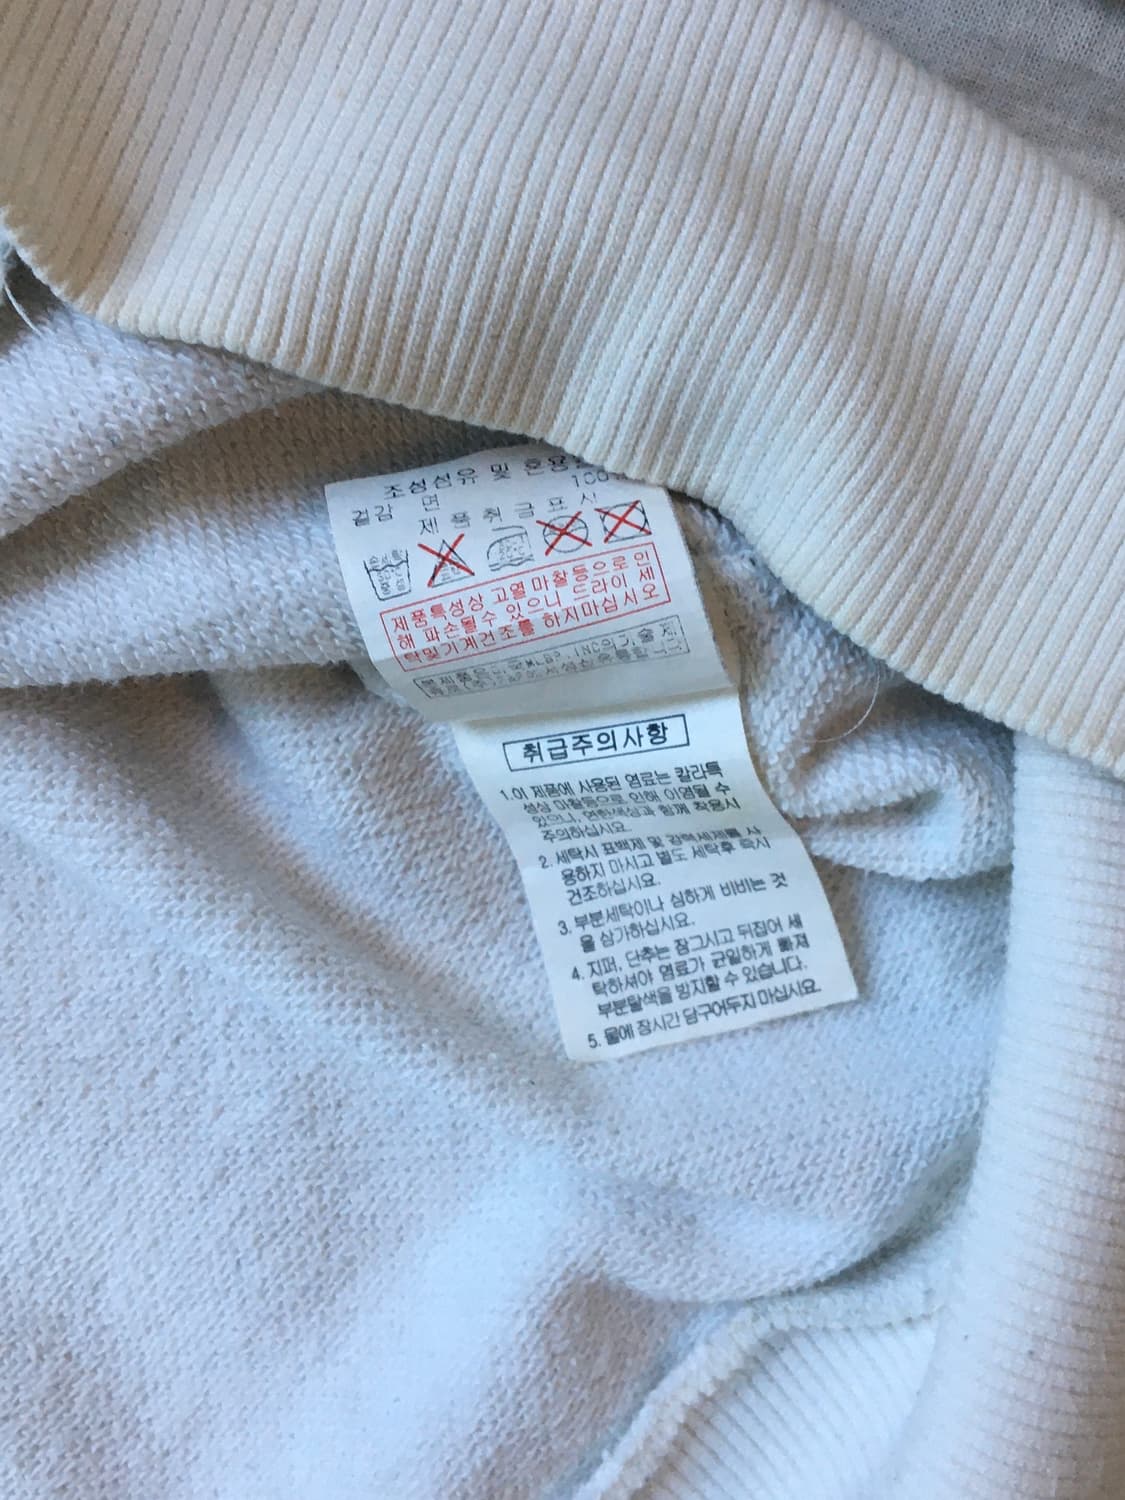 조성섬유 및 혼용
겉감 면 100
제품취급표시
제품특성상 고열 마찰등으로인
해 파손될수 있으니 드라이 세
탁및기계건조를 하지마십시오
취급주의사항
1.이 제품에 사용된 염료는 칼라특
성상 마찰등으로 인해 이염될 수
있으니, 연한색상과 함께 착용시
주의하십시요.
2. 세탁시 표백제 및 강력세제를 사
용하지 마시고 별도 세탁후 즉시
건조하십시요.
3. 부분세탁이나 심하게 비비는 것
을 삼가하십시요.
4. 지퍼, 단추는 잠그시고 뒤집어 세
탁하셔야 염료가 균일하게 빠져
부분탈색을 방지할 수 있습니다.
5. 물에 장시간 담구어두지 마십시요.